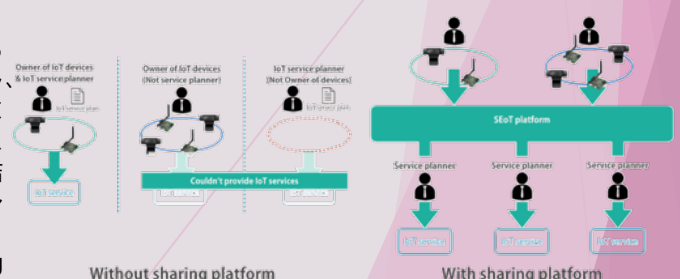 Owner of IoT devices
& IoT service planner
IoT service plan
IoT service
Owner of IoT devices
(Not service planner)
IoT service planner
(Not Owner of devices)
IoT service plan
Couldn't provide IoT services
Without sharing platform
SEoT platform
Service planner
Service planner
Service planner
IoT service
IoT service
IoT service
With sharing platform